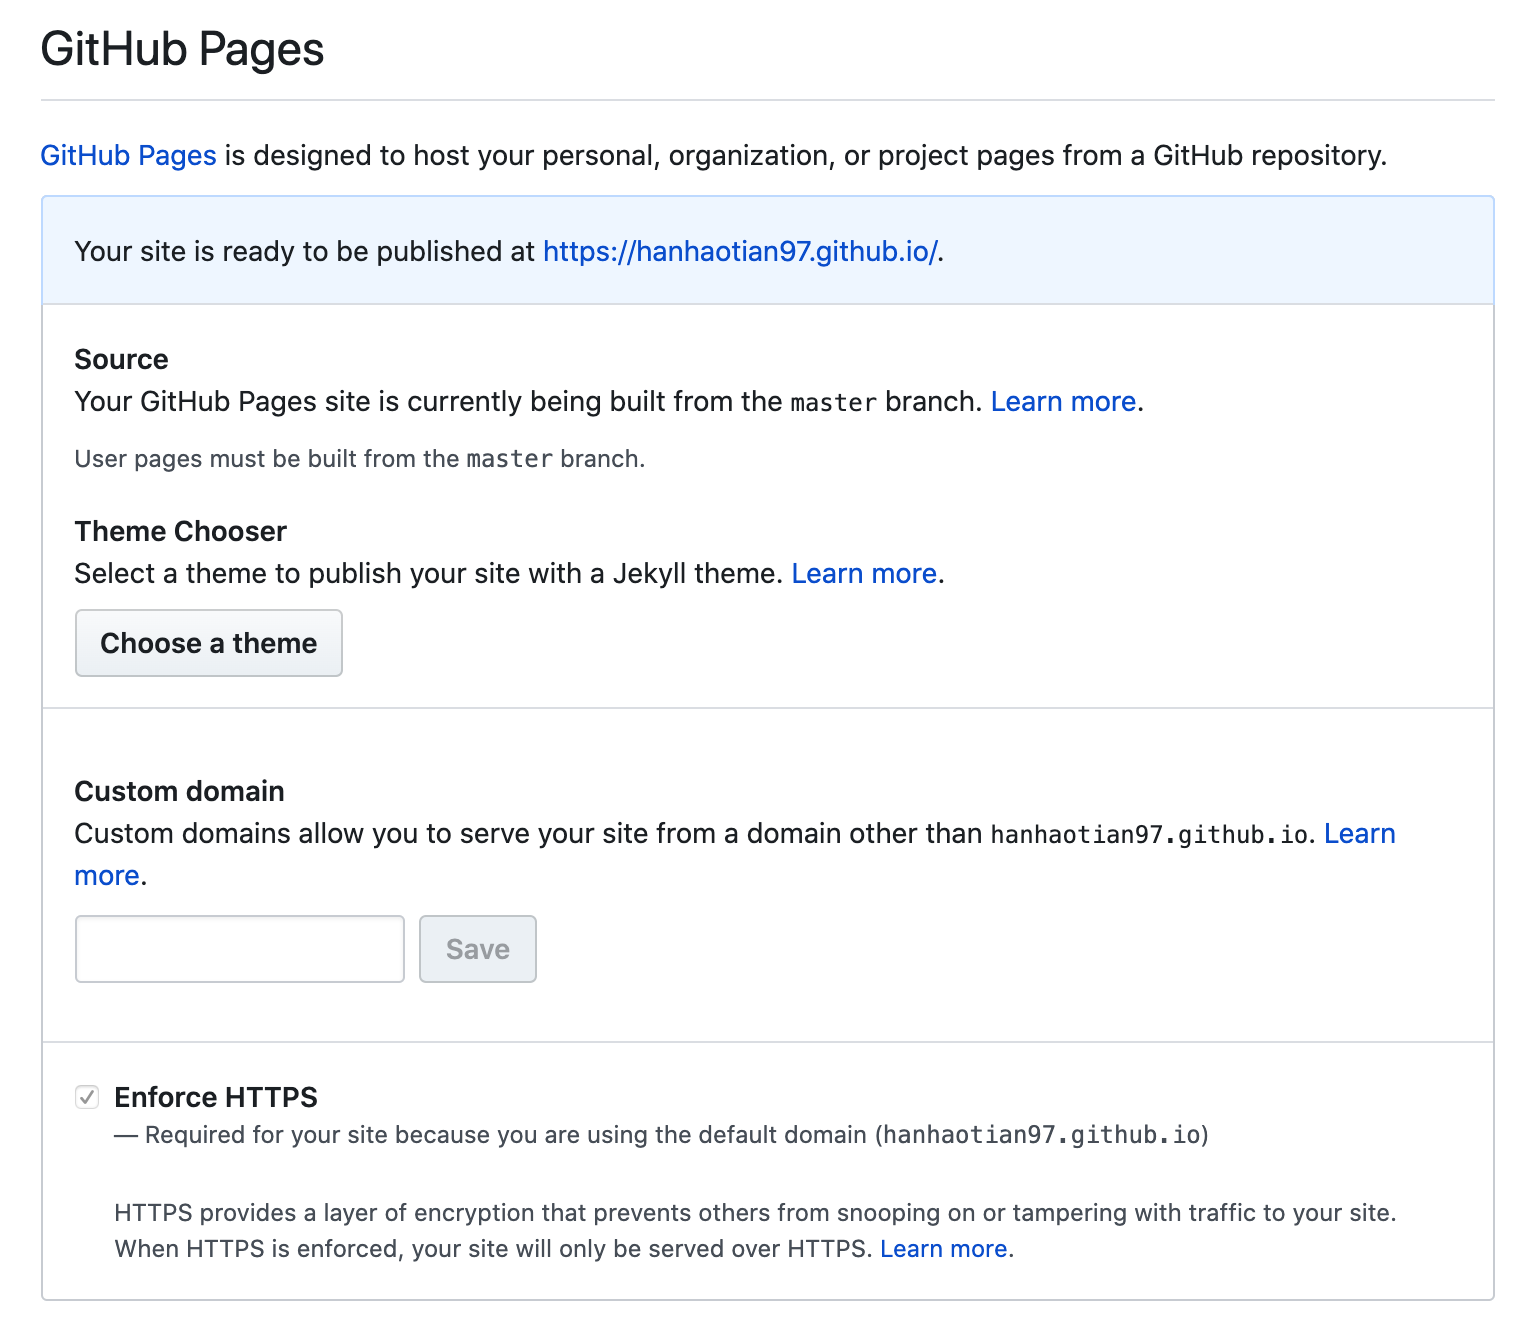 GitHub Pages
GitHub Pages is designed to host your personal, organization, or project pages from a GitHub repository.
Your site is ready to be published at https://hanhaotian97.github.io/.
Source
Your GitHub Pages site is currently being built from the master branch. Learn more.
User pages must be built from the master branch.
Theme Chooser
Select a theme to publish your site with a Jekyll theme. Learn more.
Choose a theme
Custom domain
Custom domains allow you to serve your site from a domain other than hanhaotian97.github.io. Learn
more.
Save
Enforce HTTPS
— Required for your site because you are using the default domain (hanhaotian97.github.io)
HTTPS provides a layer of encryption that prevents others from snooping on or tampering with traffic to your site.
When HTTPS is enforced, your site will only be served over HTTPS. Learn more.